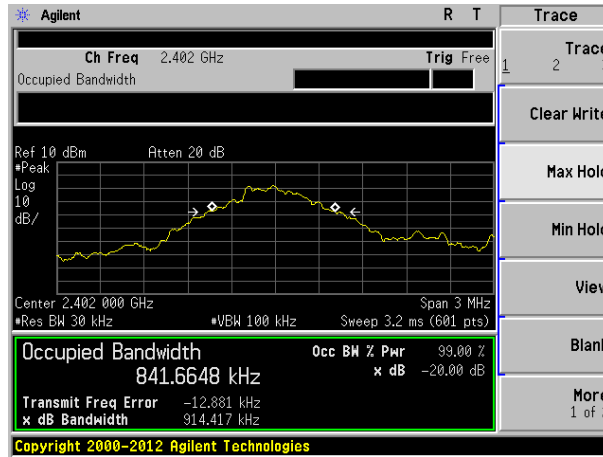 Agilent R T Trace
Ch Freq 2.402 GHz Trig Free
Occupied Bandwidth
Trace
1 2
Clear Write
Max Hold
Min Hold
View
Blank
More
1 of
Ref 10 dBm Atten 20 dB
#Peak
Log
10
dB/
Center 2.402 000 GHz Span 3 MHz
#Res BW 30 kHz #VBW 100 kHz Sweep 3.2 ms (601 pts)
Occupied Bandwidth Occ BW % Pwr 99.00 %
841.6648 kHz x dB -20.00 dB
Transmit Freq Error -12.881 kHz
x dB Bandwidth 914.417 kHz
Copyright 2000-2012 Agilent Technologies